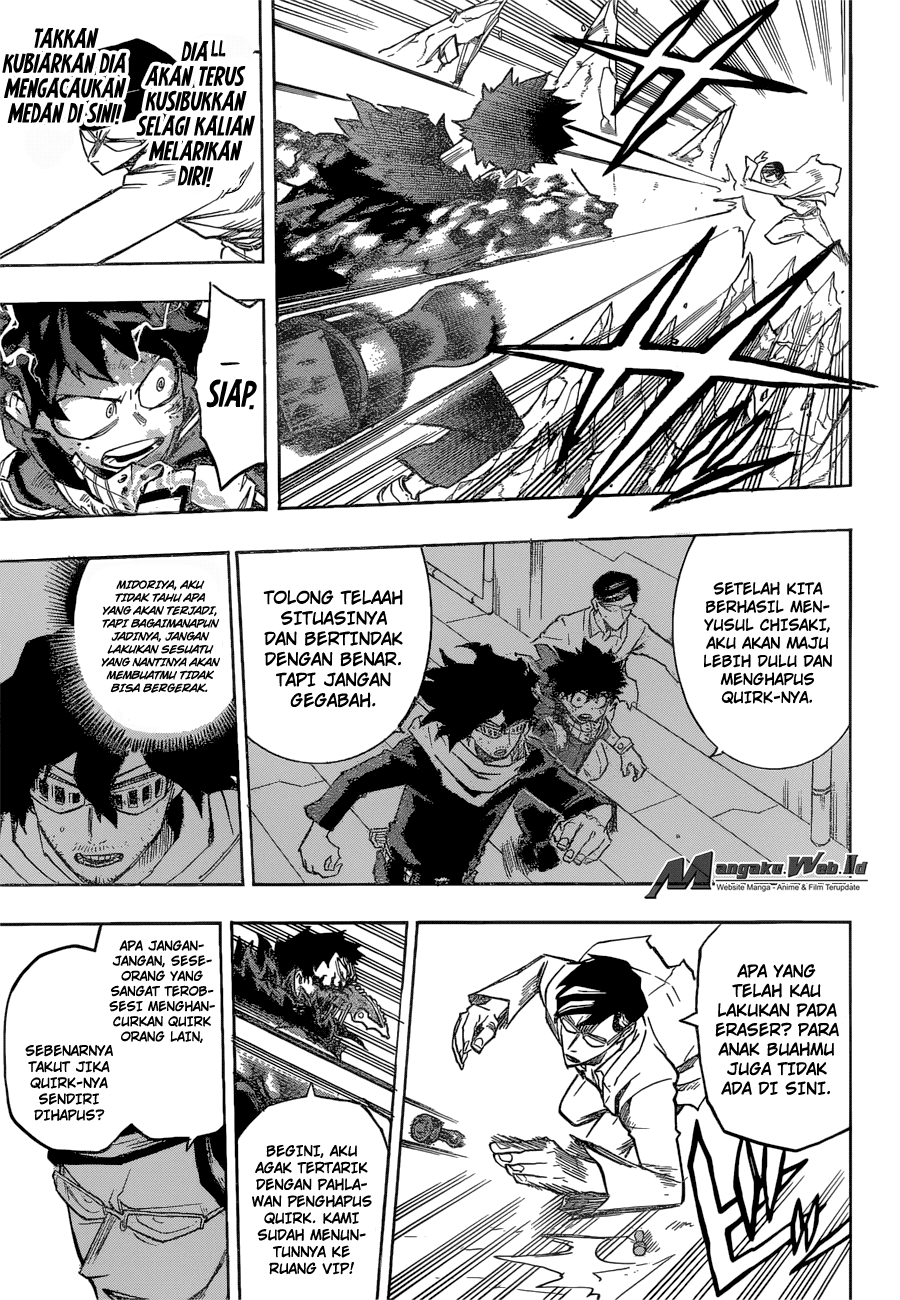 DIALL
AKAN TERUS
KUSIBUKKAN
SELAGI KALIAN
MELARIKAN
DIRI!
TAKKAN
KUBIARKAN DIA
MENGACAUKAN
MEDAN DI SINI!
–
SIAP.
SETELAH KITA
BERHASIL MEN-
YUSUL CHISAKI,
AKU AKAN MAJU
LEBIH DULU DAN
MENGHAPUS
QUIRK-NYA.
TOLONG TELAAH
SITUASINYA
DAN BERTINDAK
DENGAN BENAR.
TAPI JANGAN
GEGABAH.
MIDORIYA, AKU
TIDAK TAHU APA
YANG AKAN TERJADI,
TAPI BAGAIMANAPUN
JADINYA, JANGAN
LAKUKAN SESUATU
YANG NANTINYA AKAN
MEMBUATMU TIDAK
BISA BERGERAK.
Mangaku.Web.Id
Website Manga - Anime & Film Terupdate
APA YANG
TELAH KAU
LAKUKAN PADA
ERASER? PARA
ANAK BUAHMU
JUGA TIDAK
ADA DI SINI.
BEGINI, AKU
AGAK TERTARIK
DENGAN PAHLA-
WAN PENGHAPUS
QUIRK. KAMI
SUDAH MENUN-
TUNNYA KE
RUANG VIP!
APA JANGAN-
JANGAN, SESE-
ORANG YANG
SANGAT TEROB-
SESI MENGHAN-
CURKAN QUIRK
ORANG LAIN,
SEBENARNYA
TAKUT JIKA
QUIRK-NYA
SENDIRI
DIHAPUS?